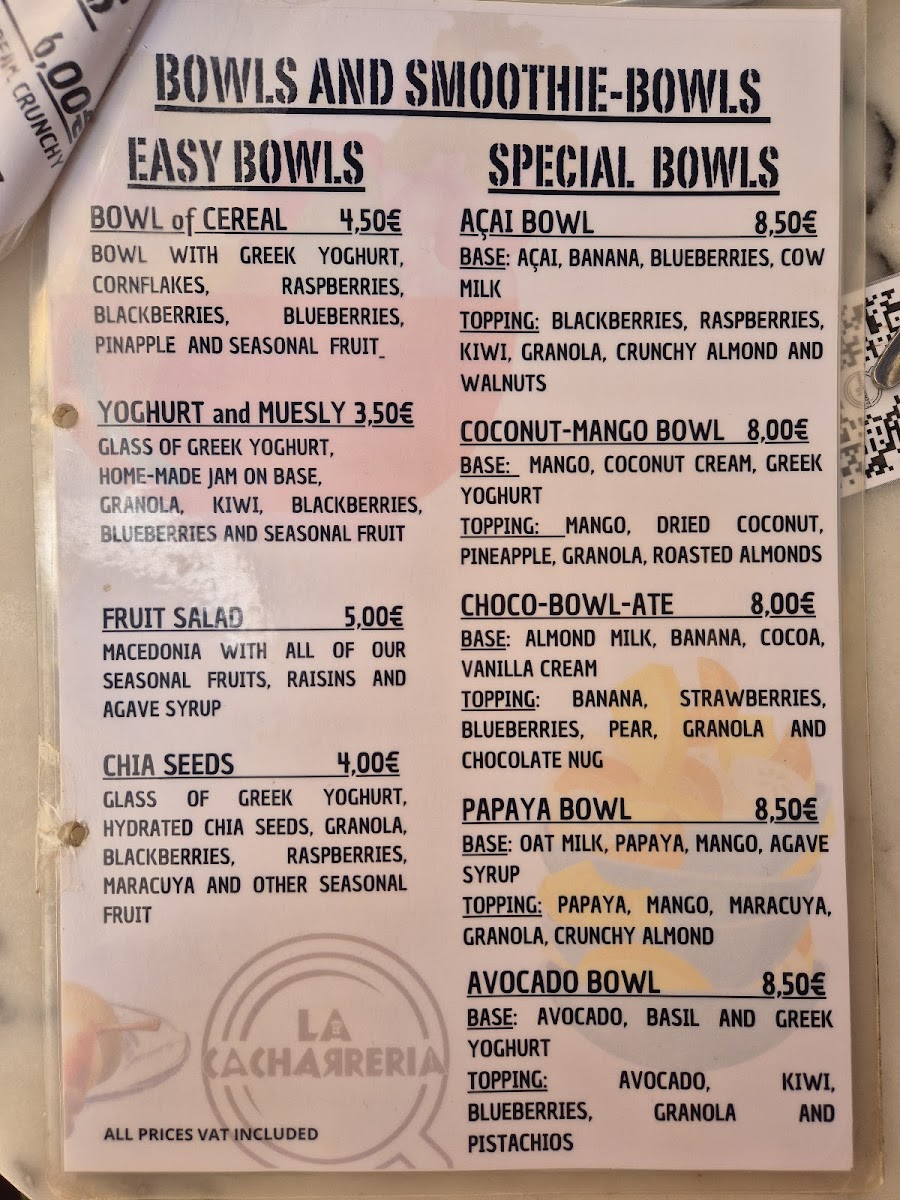 6,00€
CRUNCHY
BOWLS AND SMOOTHIE-BOWLS
EASY BOWLS
BOWL of CEREAL 4,50€
BOWL WITH GREEK YOGHURT,
CORNFLAKES, RASPBERRIES,
BLACKBERRIES, BLUEBERRIES,
PINAPPLE AND SEASONAL FRUIT
YOGHURT and MUESLY 3,50€
GLASS OF GREEK YOGHURT,
HOME-MADE JAM ON BASE,
GRANOLA, KIWI, BLACKBERRIES,
BLUEBERRIES AND SEASONAL FRUIT
FRUIT SALAD 5,00€
MACEDONIA WITH ALL OF OUR
SEASONAL FRUITS, RAISINS AND
AGAVE SYRUP
CHIA SEEDS 4,00€
GLASS OF GREEK YOGHURT,
HYDRATED CHIA SEEDS, GRANOLA,
BLACKBERRIES, RASPBERRIES,
MARACUYA AND OTHER SEASONAL
FRUIT
SPECIAL BOWLS
AÇAI BOWL 8,50€
BASE: AÇAI, BANANA, BLUEBERRIES, COW
MILK
TOPPING: BLACKBERRIES, RASPBERRIES,
KIWI, GRANOLA, CRUNCHY ALMOND AND
WALNUTS
COCONUT-MANGO BOWL 8,00€
BASE: MANGO, COCONUT CREAM, GREEK
YOGHURT
TOPPING: MANGO, DRIED COCONUT,
PINEAPPLE, GRANOLA, ROASTED ALMONDS
CHOCO-BOWL-ATE 8,00€
BASE: ALMOND MILK, BANANA, COCOA,
VANILLA CREAM
TOPPING: BANANA, STRAWBERRIES,
BLUEBERRIES, PEAR, GRANOLA AND
CHOCOLATE NUG
PAPAYA BOWL 8,50€
BASE: OAT MILK, PAPAYA, MANGO, AGAVE
SYRUP
TOPPING: PAPAYA, MANGO, MARACUYA,
GRANOLA, CRUNCHY ALMOND
AVOCADO BOWL 8,50€
BASE: AVOCADO, BASIL AND GREEK
YOGHURT
TOPPING: AVOCADO, KIWI,
BLUEBERRIES, GRANOLA AND
PISTACHIOS
LA
CACHARRERIA
ALL PRICES VAT INCLUDED